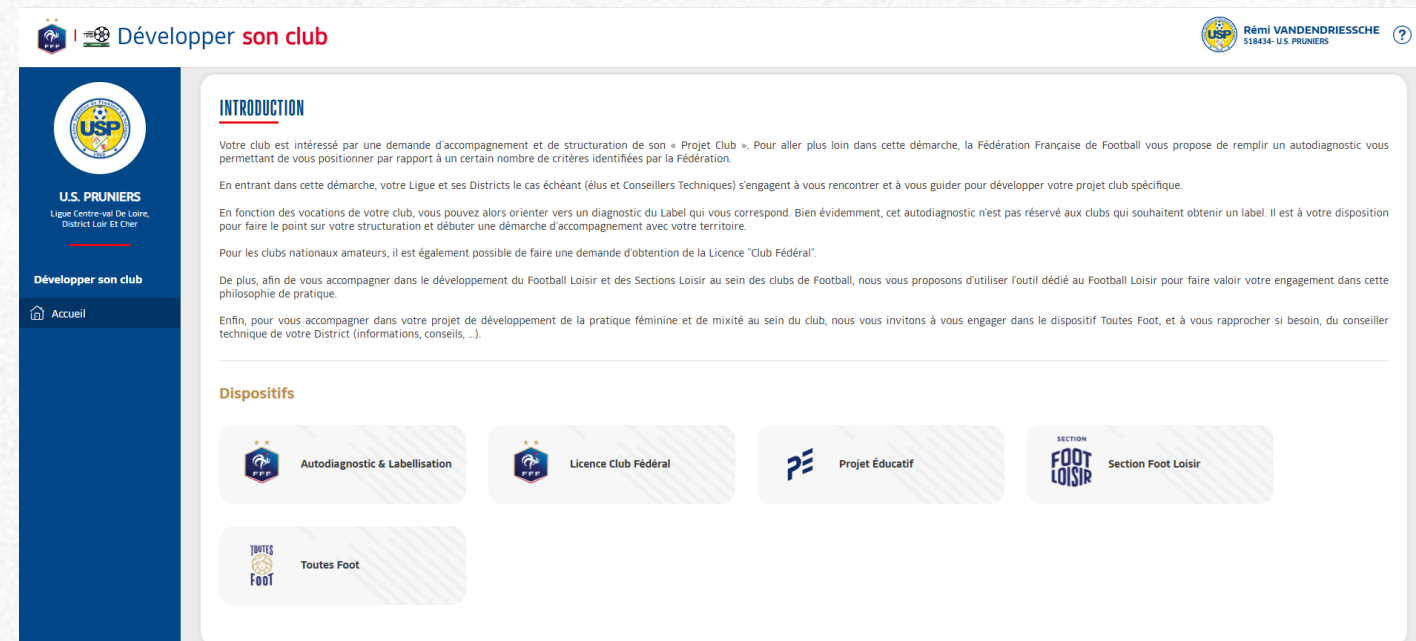 FFF
Développer son club
USP
Rémi VANDENDRIESSCHE
518434- U.S. PRUNIERS
?
USP
U.S. PRUNIERS
Ligue Centre-val De Loire,
District Loir Et Cher
Développer son club
Accueil
INTRODUCTION
Votre club est intéressé par une demande d'accompagnement et de structuration de son « Projet Club ». Pour aller plus loin dans cette démarche, la Fédération Française de Football vous propose de remplir un autodiagnostic vous
permettant de vous positionner par rapport à un certain nombre de critères identifiées par la Fédération.
En entrant dans cette démarche, votre Ligue et ses Districts le cas échéant (élus et Conseillers Techniques) s'engagent à vous rencontrer et à vous guider pour développer votre projet club spécifique.
En fonction des vocations de votre club, vous pouvez alors orienter vers un diagnostic du Label qui vous correspond. Bien évidemment, cet autodiagnostic n'est pas réservé aux clubs qui souhaitent obtenir un label. Il est à votre disposition
pour faire le point sur votre structuration et débuter une démarche d'accompagnement avec votre territoire.
Pour les clubs nationaux amateurs, il est également possible de faire une demande d'obtention de la Licence "Club Fédéral".
De plus, afin de vous accompagner dans le développement du Football Loisir et des Sections Loisir au sein des clubs de Football, nous vous proposons d'utiliser l'outil dédié au Football Loisir pour faire valoir votre engagement dans cette
philosophie de pratique.
Enfin, pour vous accompagner dans votre projet de développement de la pratique féminine et de mixité au sein du club, nous vous invitons à vous engager dans le dispositif Toutes Foot, et à vous rapprocher si besoin, du conseiller
technique de votre District (informations, conseils, ...).
Dispositifs
FFF
Autodiagnostic & Labellisation
FFF
Licence Club Fédéral
PE
Projet Éducatif
SECTION
FOOT
LOISIR
Section Foot Loisir
TOUTES
FOOT
Toutes Foot